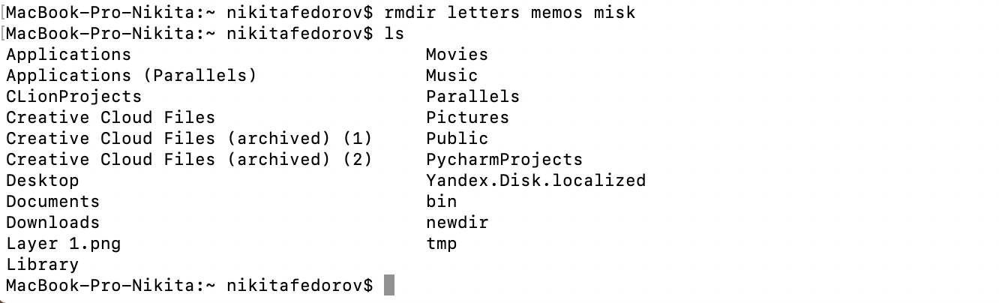 [MacBook-Pro-Nikita:~ nikitafedorov$ rmdir letters memos misk
[MacBook-Pro-Nikita:~ nikitafedorov$ ls
Applications Movies
Applications (Parallels) Music
CLionProjects Parallels
Creative Cloud Files Pictures
Creative Cloud Files (archived) (1) Public
Creative Cloud Files (archived) (2) PycharmProjects
Desktop Yandex.Disk.localized
Documents bin
Downloads newdir
Layer 1.png tmp
Library
MacBook-Pro-Nikita:~ nikitafedorov$